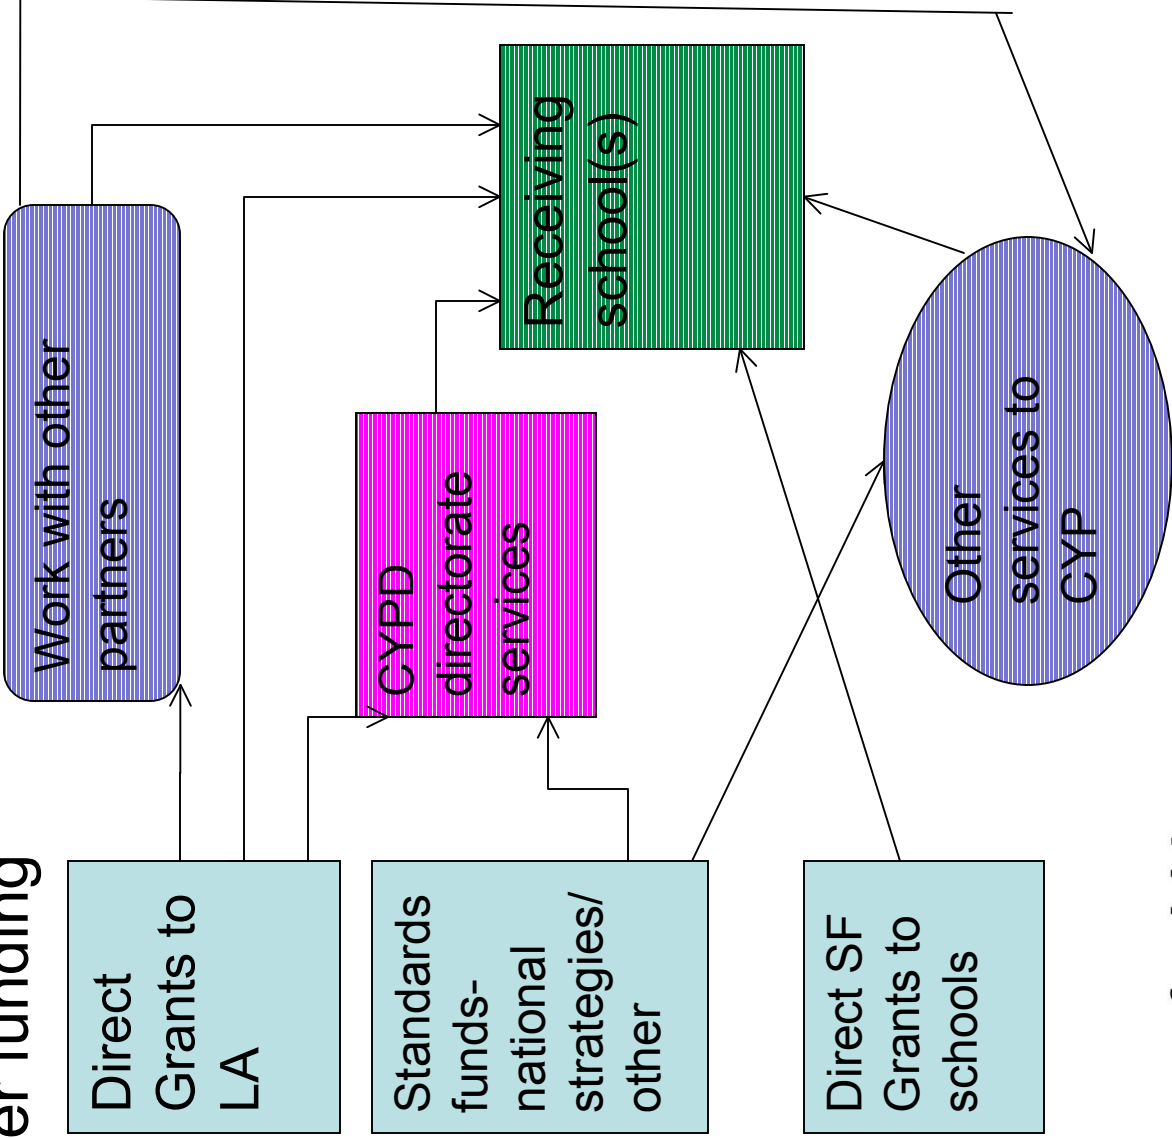 er funding
Direct
Grants to
LA
Standards
funds-
national
strategies/
other
Direct SF
Grants to
schools
Work with other
partners
CYPD
directorate
services
Receiving
school(s)
Other
services to
CYP